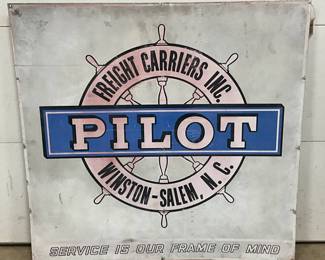 FREIGHT CARRIERS INC.
PILOT
WINSTON-SALEM, N.C.
SERVICE IS OUR FRAME OF MIND